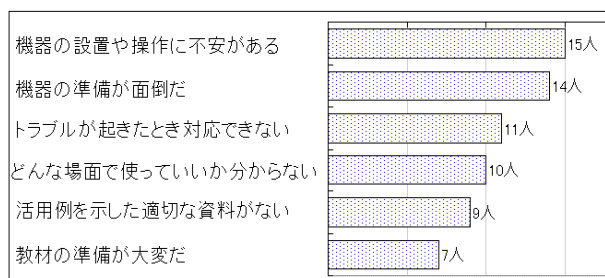 機器の設置や操作に不安がある 15人
機器の準備が面倒だ 14人
トラブルが起きたとき対応できない 11人
どんな場面で使っていいか分からない 10人
活用例を示した適切な資料がない 9人
教材の準備が大変だ 7人